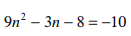 9n² − 3n − 8 = −10